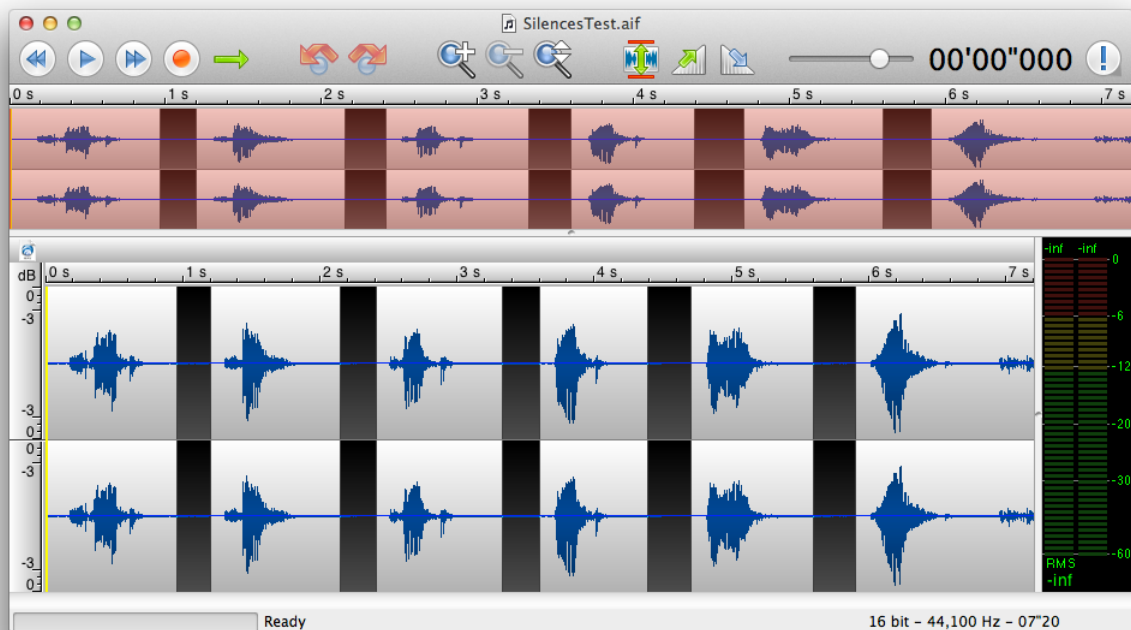 SilencesTest.aif
00'00"000
0 s 1 s 2 s 3 s 4 s 5 s 6 s 7 s
dB 0 s 1 s 2 s 3 s 4 s 5 s 6 s 7 s
-inf -inf
0
-3
-3
0
0
-3
-3
0
0
-6
-12
-20
-30
-60
RMS
-inf
Ready 16 bit – 44,100 Hz – 07"20